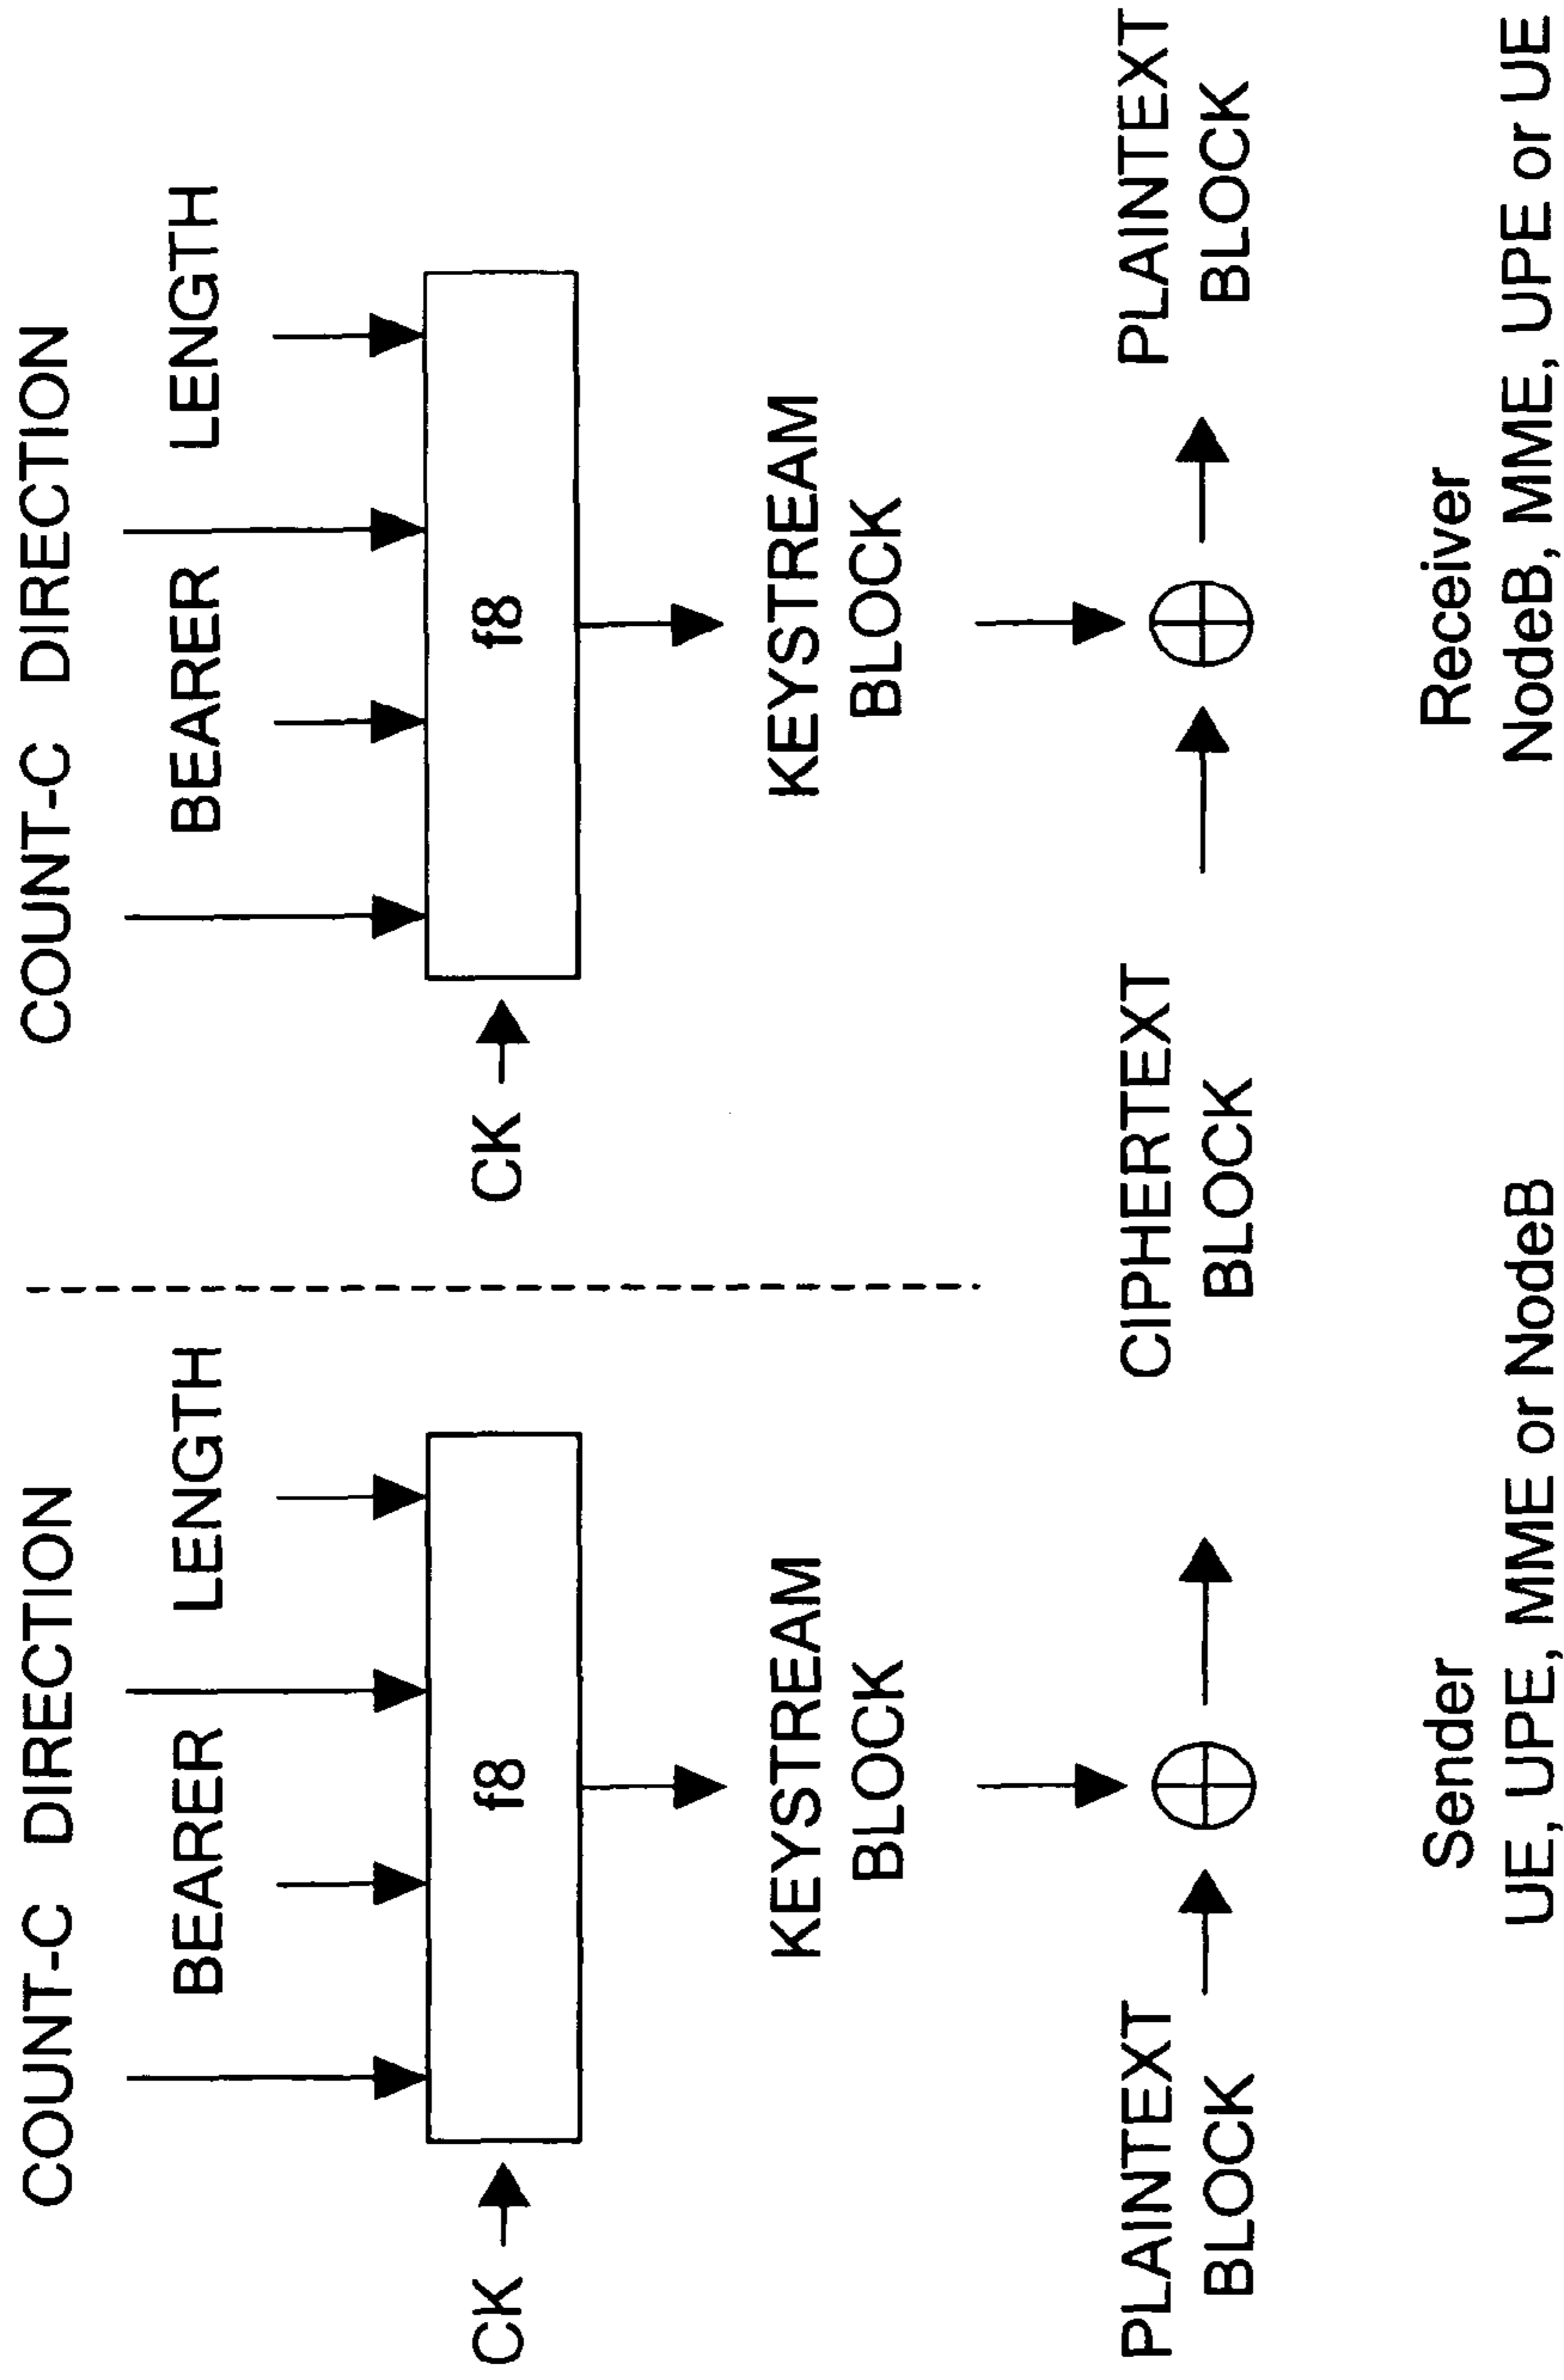 COUNT-C DIRECTION
BEARER LENGTH
CK
f8
KEYSTREAM
BLOCK
PLAINTEXT
BLOCK
Sender
UE, UPE, MME or NodeB
COUNT-C DIRECTION
BEARER LENGTH
CK
f8
KEYSTREAM
BLOCK
CIPHERTEXT
BLOCK
PLAINTEXT
BLOCK
Receiver
NodeB, MME, UPE or UE